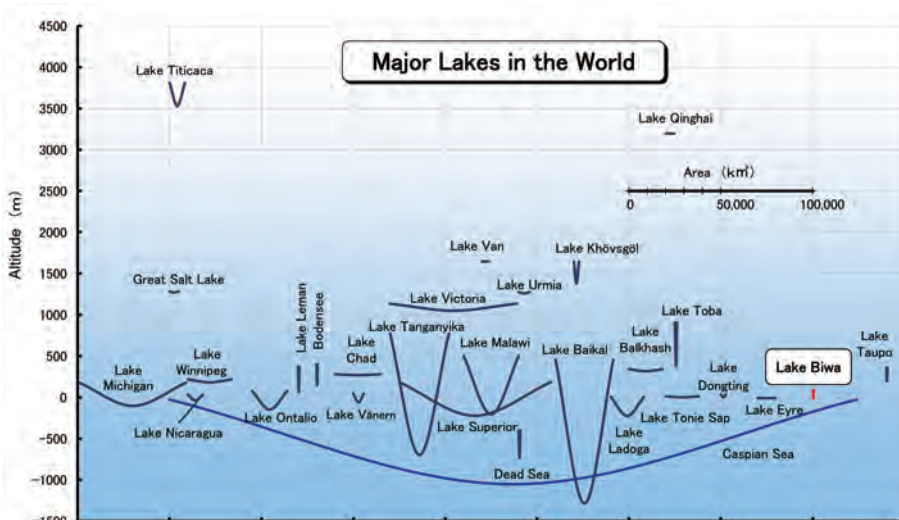 Major Lakes in the World
Altitude (m)
4500
4000
3500
3000
2500
2000
1500
1000
500
0
-500
-1000
-1500
Lake Titicaca
Lake Qinghai
Area (km²)
0
50,000
100,000
Lake Van
Lake Khövsgöl
Great Salt Lake
Lake Urmia
Lake Victoria
Lake Leman
Bodensee
Lake Toba
Lake Tanganyika
Lake
Chad
Lake Malawi
Lake Baikal
Lake
Balkhash
Lake
Taupo
Lake
Winnipeg
Lake
Michigan
Lake
Dongting
Lake Biwa
Lake Nicaragua
Lake Ontalio
Lake Vänern
Lake Superior
Lake
Ladoga
Lake Tonie Sap
Lake Eyre
Dead Sea
Caspian Sea